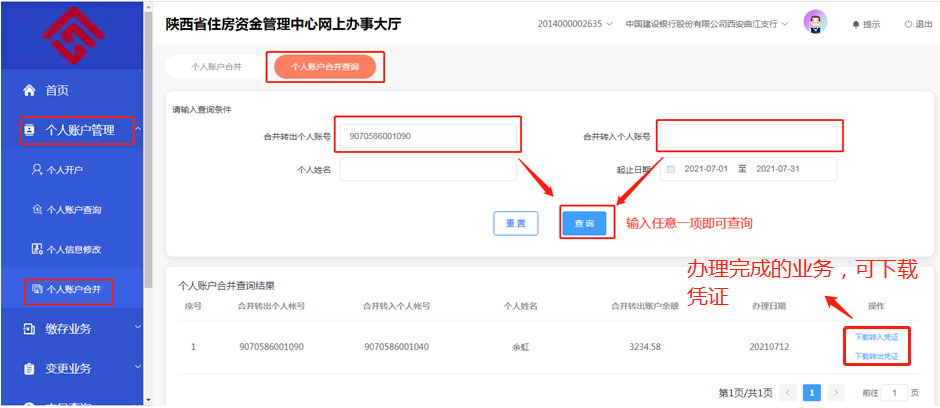 陕西省住房资金管理中心网上办事大厅
2014000002635
中国建设银行股份有限公司西安曲江支行
提示
退出
首页
个人账户管理
个人开户
个人账户查询
个人信息修改
个人账户合并
缴存业务
变更业务
个人账户合并
个人账户合并查询
请输入查询条件
合并转出个人账号 9070586001090
合并转入个人账号
个人姓名
起止日期 2021-07-01 至 2021-07-31
重置
查询
输入任意一项即可查询
办理完成的业务，可下载
凭证
个人账户合并查询结果
序号 合并转出个人帐号 合并转入个人帐号 个人姓名 合并转出账户余额 办理日期 操作
1 9070586001090 9070586001040 余虹 3234.58 20210712
下载转入凭证
下载转出凭证
第1页/共1页 1 前往 1 页